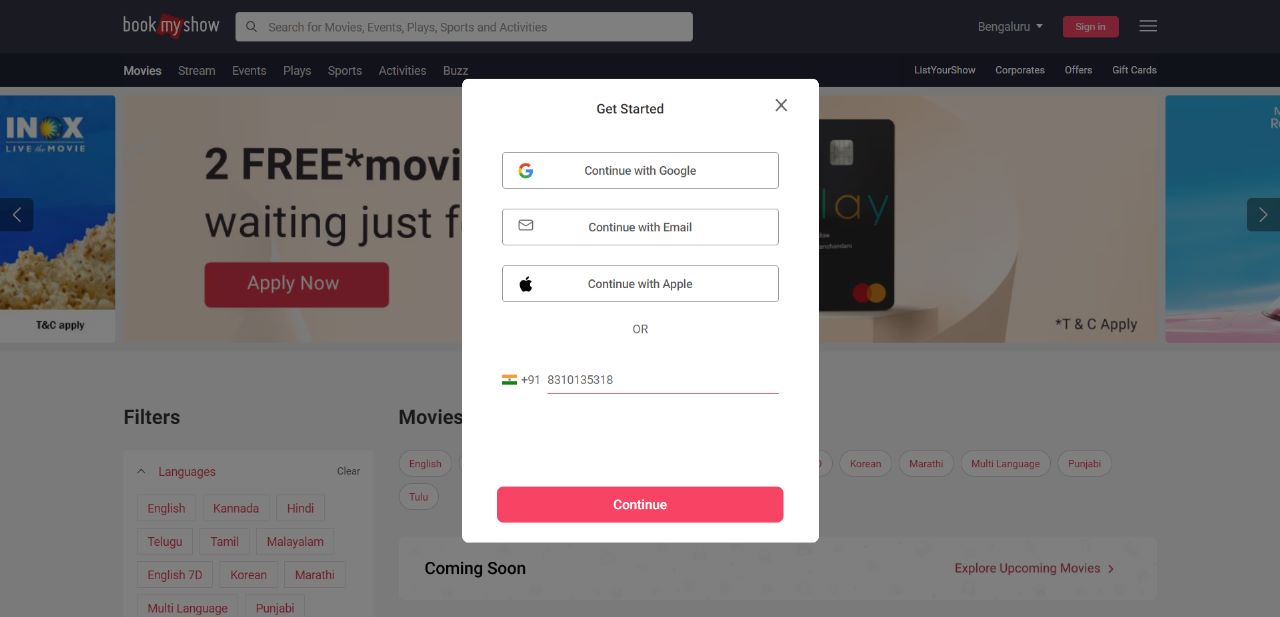 book my show
Search for Movies, Events, Plays, Sports and Activities
Bengaluru
Sign in
Movies Stream Events Plays Sports Activities Buzz
ListYourShow Corporates Offers Gift Cards
INOX
LIVE the MOVIE
T&C apply
2 FREE*movi
waiting just f
Apply Now
lay
*T & C Apply
Get Started
Continue with Google
Continue with Email
Continue with Apple
OR
+91 8310135318
Continue
Filters
Languages
Clear
English Kannada Hindi
Telugu Tamil Malayalam
English 7D Korean Marathi
Multi Language Punjabi
Movies
English Korean Marathi Multi Language Punjabi
Tulu
Coming Soon
Explore Upcoming Movies